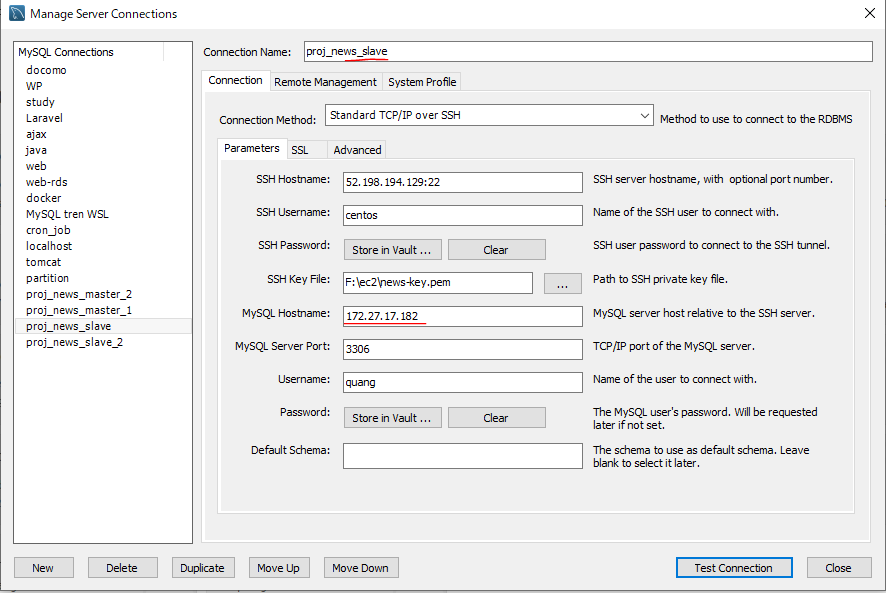 Manage Server Connections
MySQL Connections
docomo
WP
study
Laravel
ajax
java
web
web-rds
docker
MySQL tren WSL
cron_job
localhost
tomcat
partition
proj_news_master_2
proj_news_master_1
proj_news_slave
proj_news_slave_2
Connection Name: proj_news_slave
Connection Remote Management System Profile
Connection Method: Standard TCP/IP over SSH Method to use to connect to the RDBMS
Parameters SSL Advanced
SSH Hostname: 52.198.194.129:22 SSH server hostname, with optional port number.
SSH Username: centos Name of the SSH user to connect with.
SSH Password: Store in Vault ... Clear SSH user password to connect to the SSH tunnel.
SSH Key File: F:\ec2\news-key.pem ... Path to SSH private key file.
MySQL Hostname: 172.27.17.182 MySQL server host relative to the SSH server.
MySQL Server Port: 3306 TCP/IP port of the MySQL server.
Username: quang Name of the user to connect with.
Password: Store in Vault ... Clear The MySQL user's password. Will be requested
later if not set.
Default Schema: The schema to use as default schema. Leave
blank to select it later.
New Delete Duplicate Move Up Move Down Test Connection Close